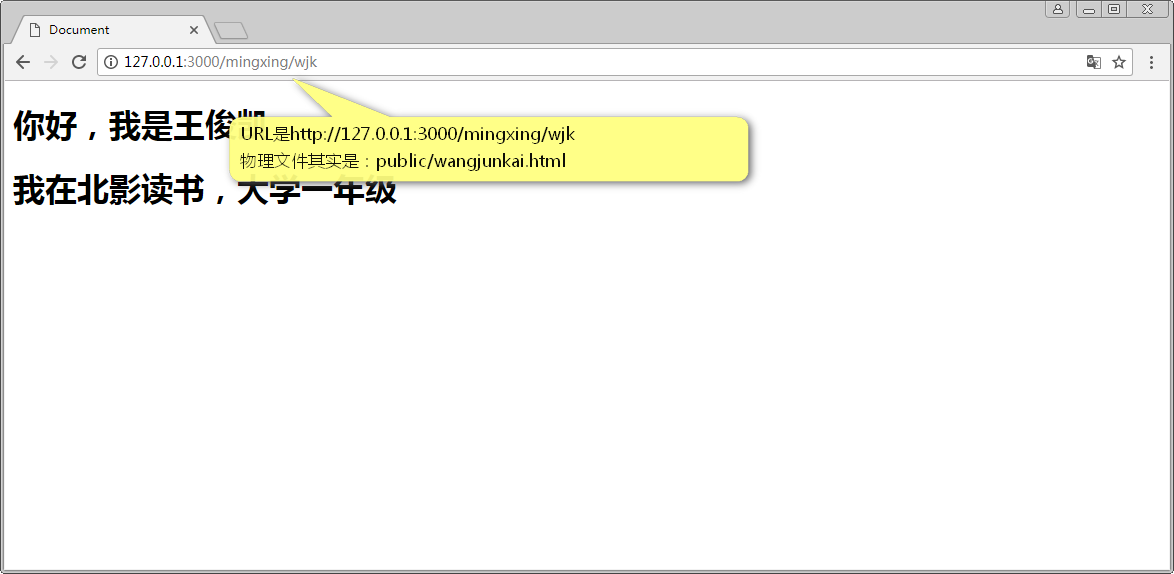 Document
127.0.0.1:3000/mingxing/wjk
你好，我是王俊凯
URL是http://127.0.0.1:3000/mingxing/wjk
物理文件其实是：public/wangjunkai.html
我在北影读书，大学一年级